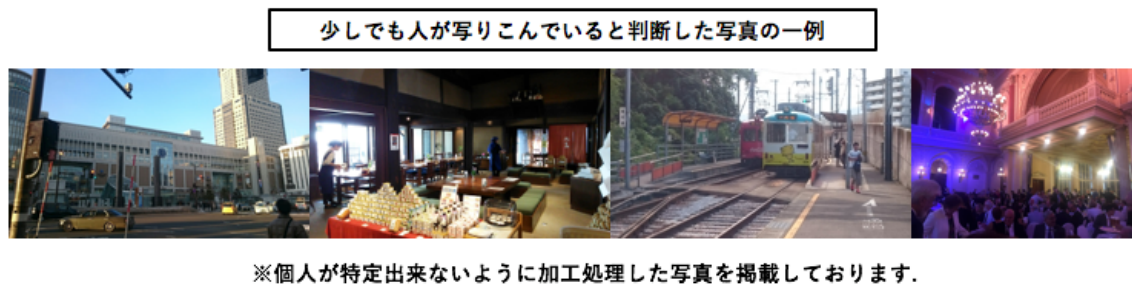 少しでも人が写りこんでいると判断した写真の一例
※個人が特定出来ないように加工処理した写真を掲載しております.